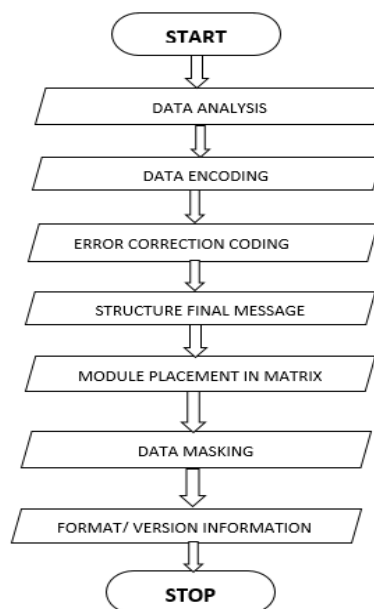 START
DATA ANALYSIS
DATA ENCODING
ERROR CORRECTION CODING
STRUCTURE FINAL MESSAGE
MODULE PLACEMENT IN MATRIX
DATA MASKING
FORMAT/ VERSION INFORMATION
STOP